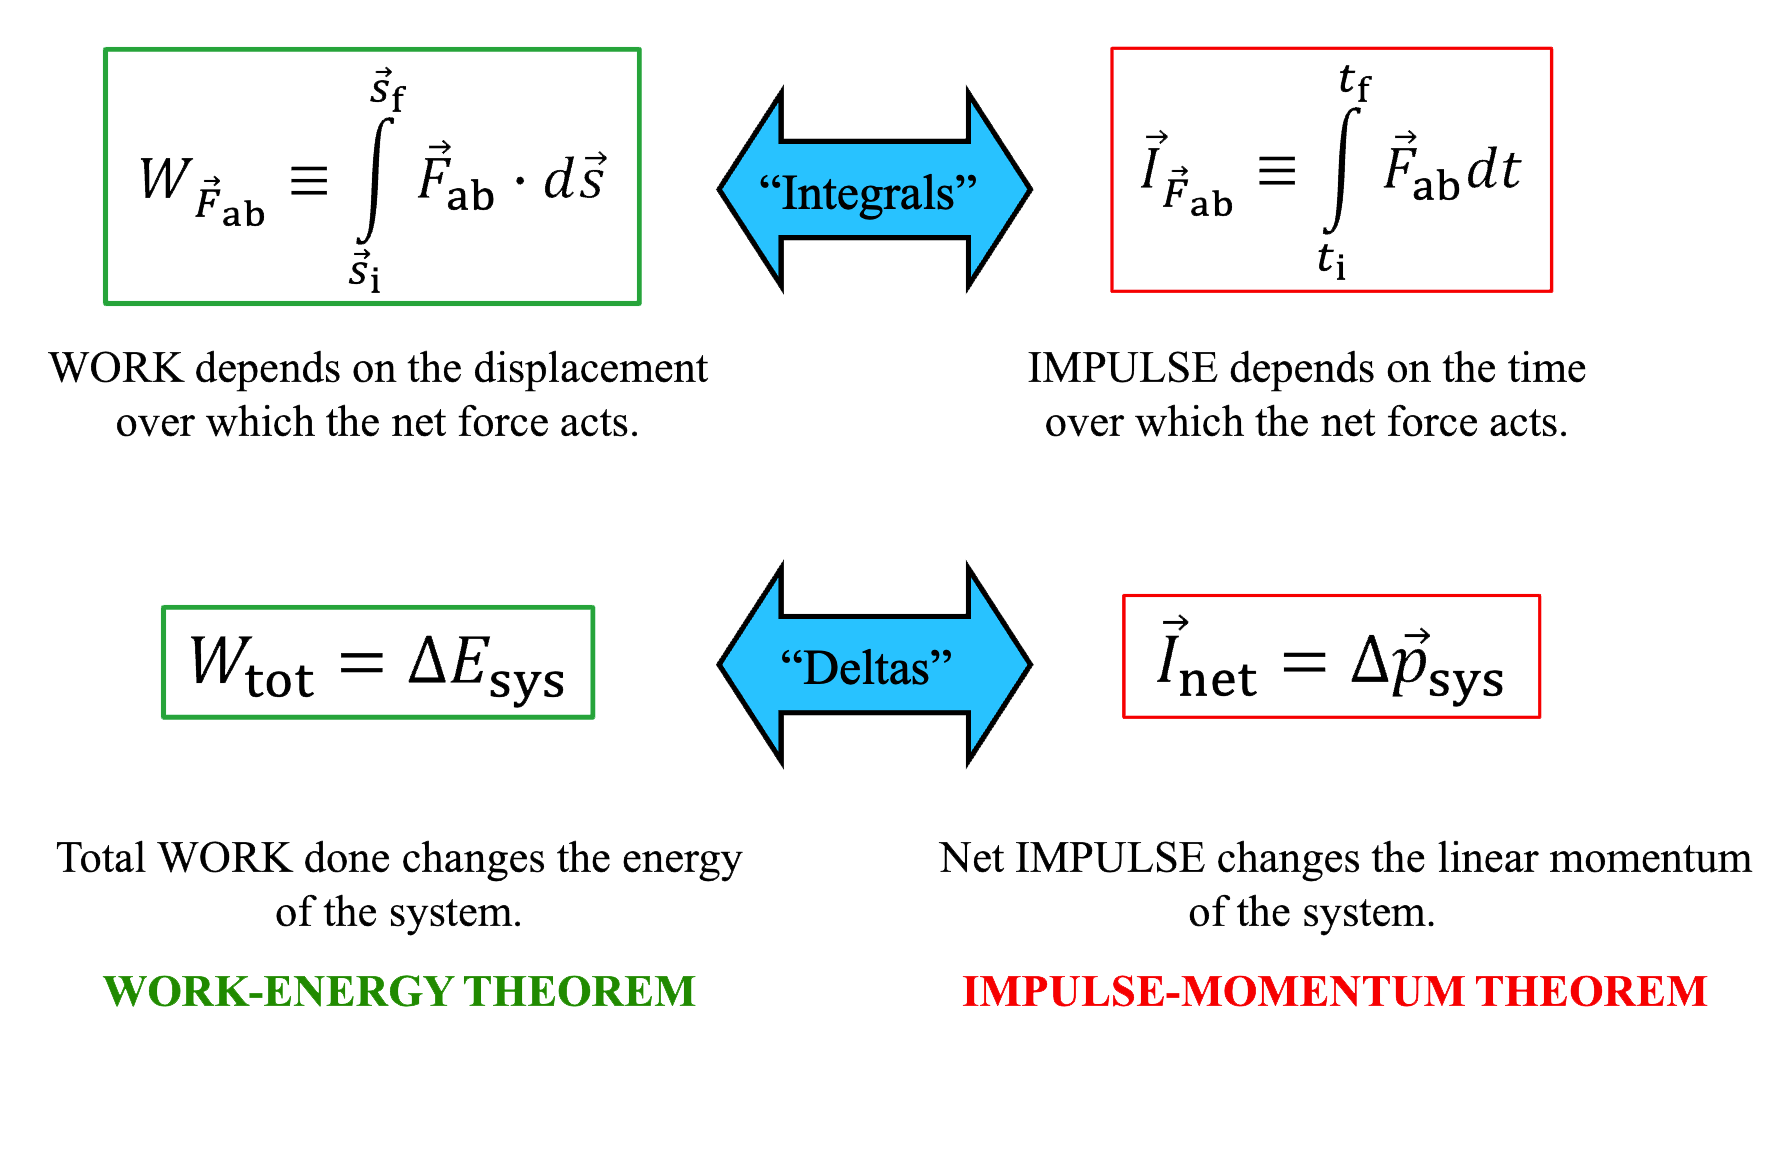 $W_{\vec{F}_{\text{ab}}} \equiv \int_{\vec{s}_{\text{i}}}^{\vec{s}_{\text{f}}} \vec{F}_{\text{ab}} \cdot d\vec{s}$
“Integrals”
$\vec{I}_{\vec{F}_{\text{ab}}} \equiv \int_{t_{\text{i}}}^{t_{\text{f}}} \vec{F}_{\text{ab}} dt$
WORK depends on the displacement
over which the net force acts.
IMPULSE depends on the time
over which the net force acts.
$W_{\text{tot}} = \Delta E_{\text{sys}}$
“Deltas”
$\vec{I}_{\text{net}} = \Delta \vec{p}_{\text{sys}}$
Total WORK done changes the energy
of the system.
WORK-ENERGY THEOREM
Net IMPULSE changes the linear momentum
of the system.
IMPULSE-MOMENTUM THEOREM